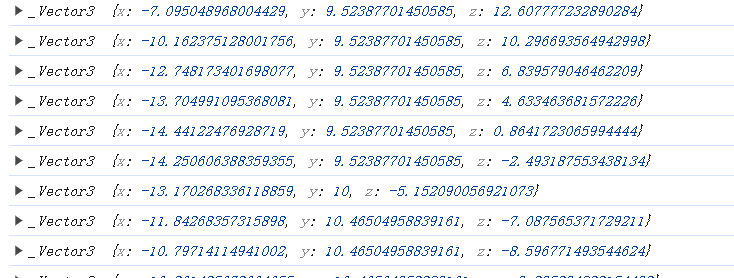 ▶ _Vector3 {x: -7.095048968004429, y: 9.52387701450585, z: 12.607777232890284}
▶ _Vector3 {x: -10.162375128001756, y: 9.52387701450585, z: 10.296693564942998}
▶ _Vector3 {x: -12.748173401698077, y: 9.52387701450585, z: 6.839579046462209}
▶ _Vector3 {x: -13.704991095368081, y: 9.52387701450585, z: 4.633463681572226}
▶ _Vector3 {x: -14.44122476928719, y: 9.52387701450585, z: 0.8641723065994444}
▶ _Vector3 {x: -14.250606388359355, y: 9.52387701450585, z: -2.493187553438134}
▶ _Vector3 {x: -13.170268336118859, y: 10, z: -5.152090056921073}
▶ _Vector3 {x: -11.84268357315898, y: 10.46504958839161, z: -7.087565371729211}
▶ _Vector3 {x: -10.79714114941002, y: 10.46504958839161, z: -8.596771493544624}